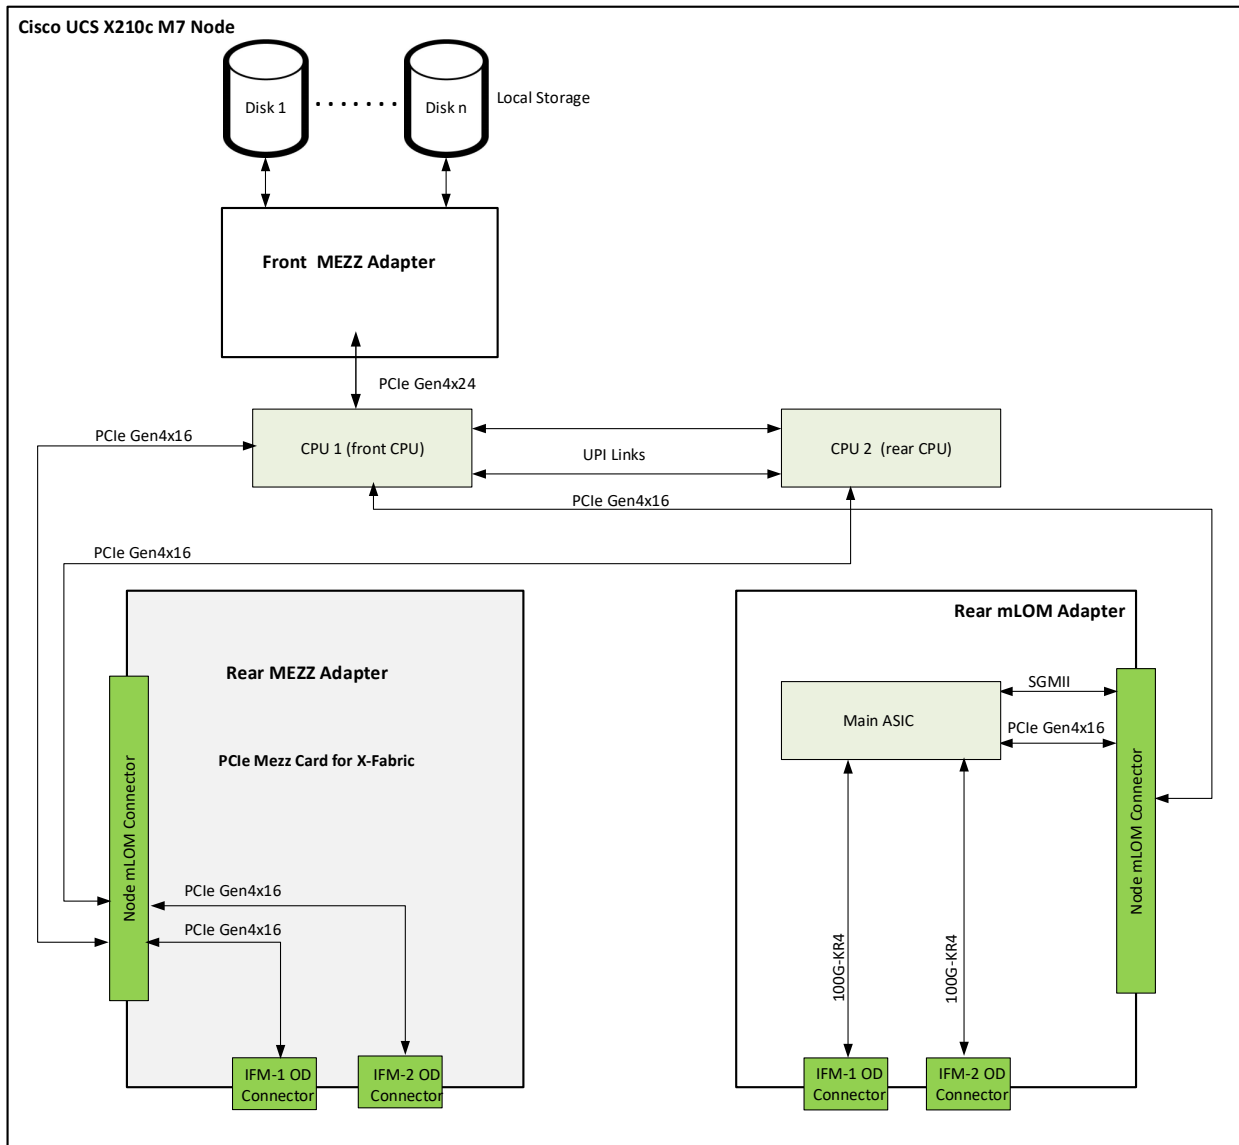 Cisco UCS X210c M7 Node
Disk 1
Disk n
Local Storage
Front MEZZ Adapter
PCIe Gen4x24
PCIe Gen4x16
CPU 1 (front CPU)
UPI Links
CPU 2 (rear CPU)
PCIe Gen4x16
PCIe Gen4x16
Rear MEZZ Adapter
PCIe Mezz Card for X-Fabric
Node mLOM Connector
PCIe Gen4x16
PCIe Gen4x16
IFM-1 OD
Connector
IFM-2 OD
Connector
Rear mLOM Adapter
Main ASIC
SGMII
PCIe Gen4x16
Node mLOM Connector
100G-KR4
100G-KR4
IFM-1 OD
Connector
IFM-2 OD
Connector